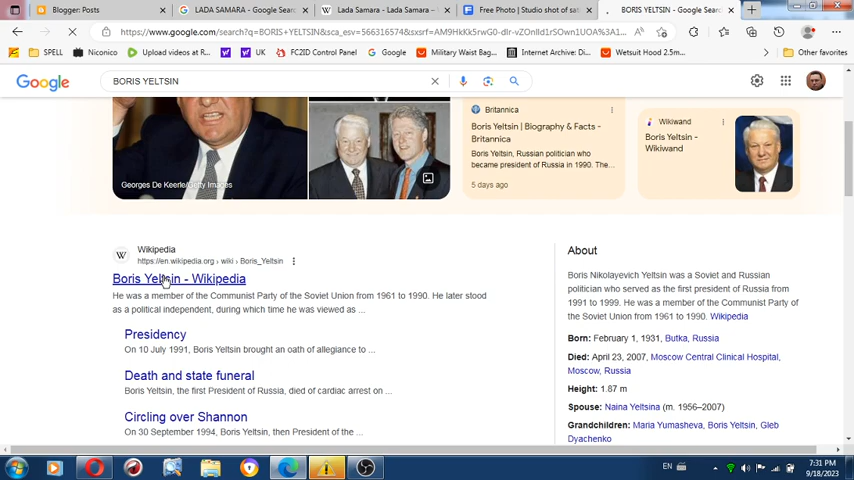 Blogger: Posts
LADA SAMARA - Google Sear
Lada Samara - Lada Samara -
Free Photo | Studio shot of sat
BORIS YELTSIN - Google Searc
https://www.google.com/search?q=BORIS+YELTSIN&sca_esv=566316574&sxsrf=AM9HkKk5rwG0-dlr-vZOnlld1rSOwn1UOA%3A1...
SPELL
Niconico
Upload videos at R...
UK
FC2ID Control Panel
Google
Military Waist Bag...
Internet Archive: Di...
Wetsuit Hood 2.5m...
Other favorites
Google
BORIS YELTSIN
Georges De Keerle/Getty Images
Britannica
Boris Yeltsin | Biography & Facts -
Britannica
Boris Yeltsin, Russian politician who
became president of Russia in 1990. The...
5 days ago
Wikiwand
Boris Yeltsin -
Wikiwand
W
Wikipedia
https://en.wikipedia.org › wiki › Boris_Yeltsin
Boris Yeltsin - Wikipedia
He was a member of the Communist Party of the Soviet Union from 1961 to 1990. He later stood
as a political independent, during which time he was viewed as ...
Presidency
On 10 July 1991, Boris Yeltsin brought an oath of allegiance to ...
Death and state funeral
Boris Yeltsin, the first President of Russia, died of cardiac arrest on ...
Circling over Shannon
On 30 September 1994, Boris Yeltsin, then President of the ...
About
Boris Nikolayevich Yeltsin was a Soviet and Russian
politician who served as the first president of Russia from
1991 to 1999. He was a member of the Communist Party of
the Soviet Union from 1961 to 1990. Wikipedia
Born: February 1, 1931, Butka, Russia
Died: April 23, 2007, Moscow Central Clinical Hospital,
Moscow, Russia
Height: 1.87 m
Spouse: Naina Yeltsina (m. 1956–2007)
Grandchildren: Maria Yumasheva, Boris Yeltsin, Gleb
Dyachenko
EN
7:31 PM
9/18/2023